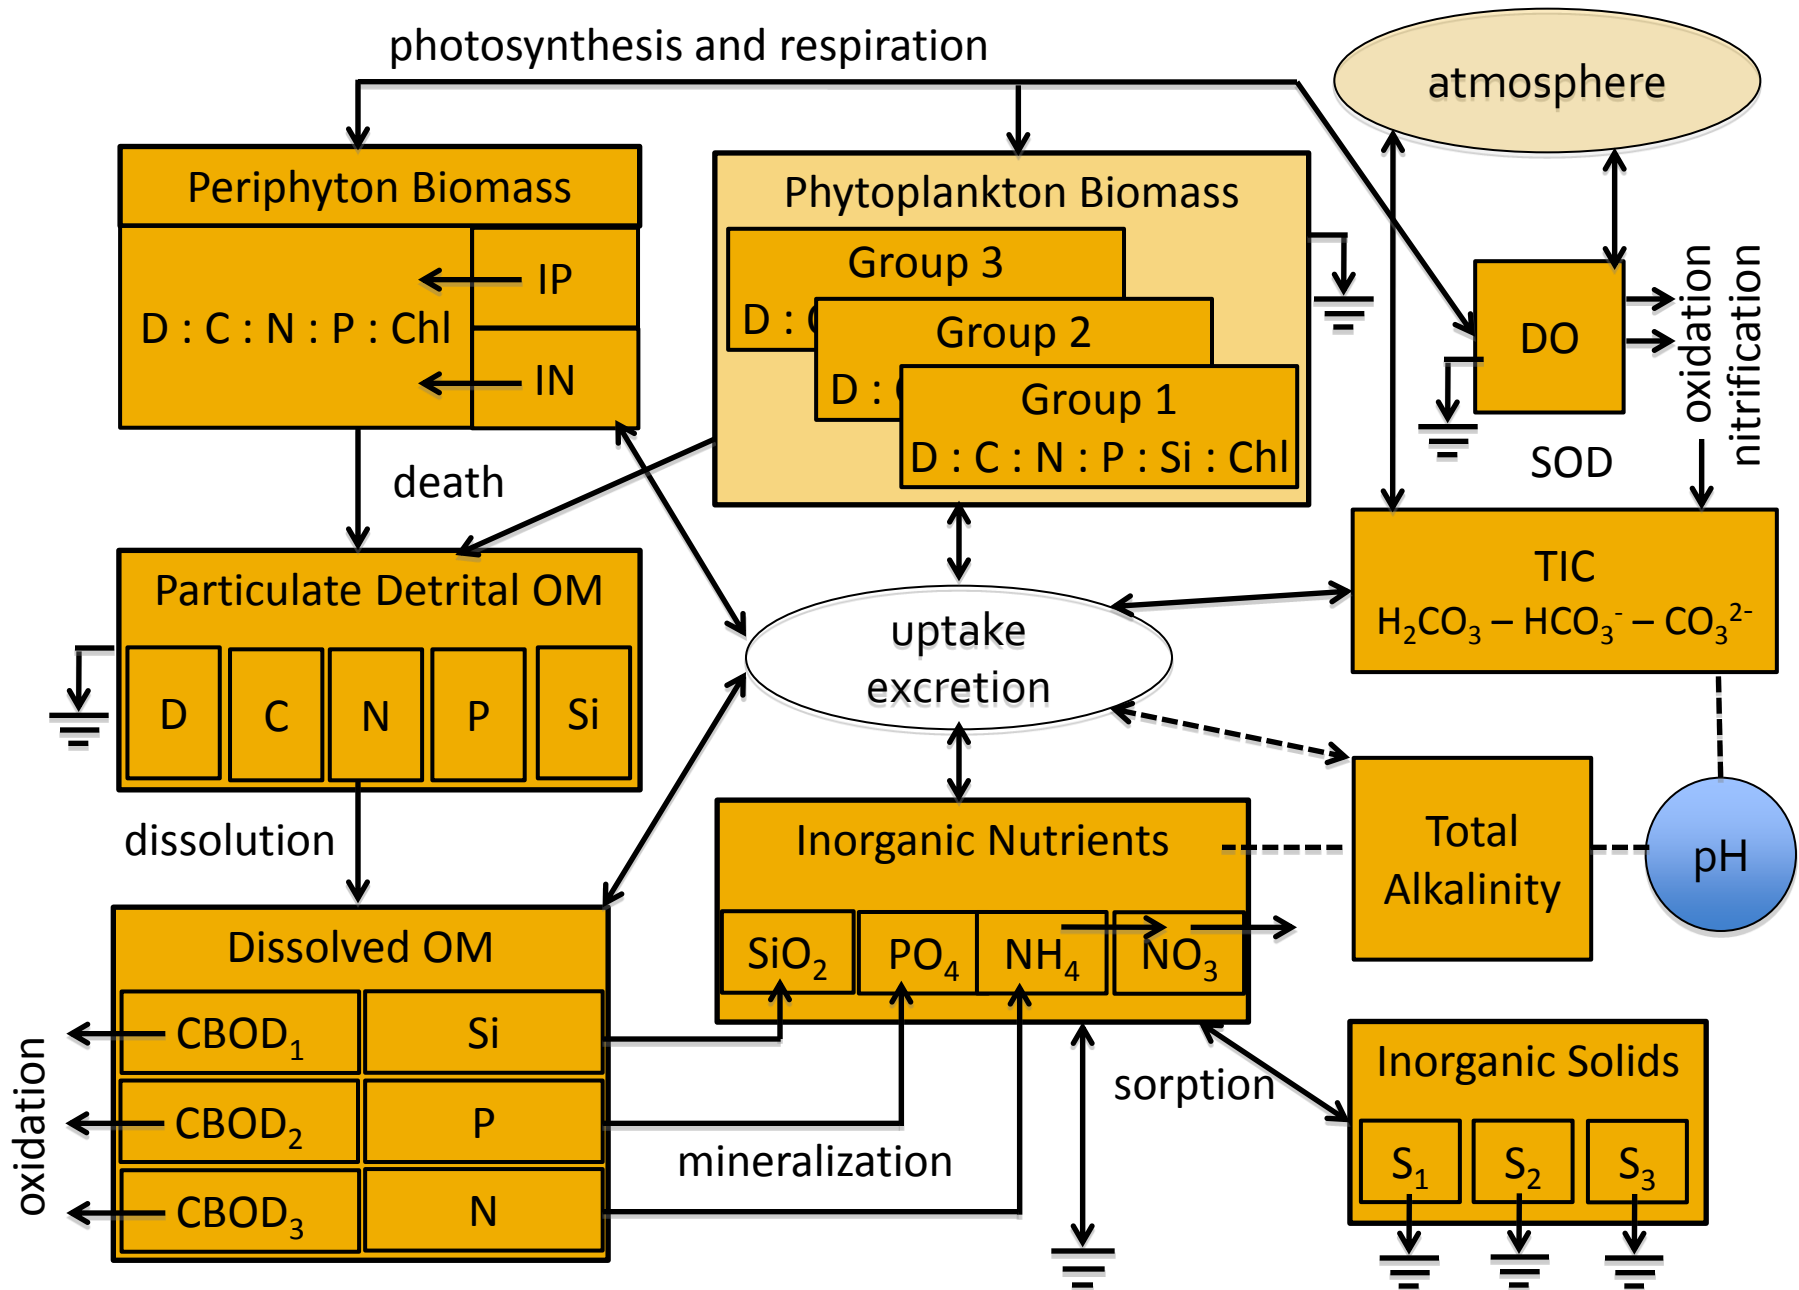 photosynthesis and respiration
atmosphere
Periphyton Biomass
IP
D : C : N : P : Chl
IN
Phytoplankton Biomass
Group 3
D : C
Group 2
D : C
Group 1
D : C : N : P : Si : Chl
DO
oxidation
nitrification
SOD
death
Particulate Detrital OM
D
C
N
P
Si
uptake
excretion
TIC
H₂CO₃ – HCO₃⁻ – CO₃²⁻
dissolution
Inorganic Nutrients
SiO₂
PO₄
NH₄
NO₃
Total
Alkalinity
pH
Dissolved OM
CBOD₁
Si
CBOD₂
P
CBOD₃
N
oxidation
mineralization
sorption
Inorganic Solids
S₁
S₂
S₃